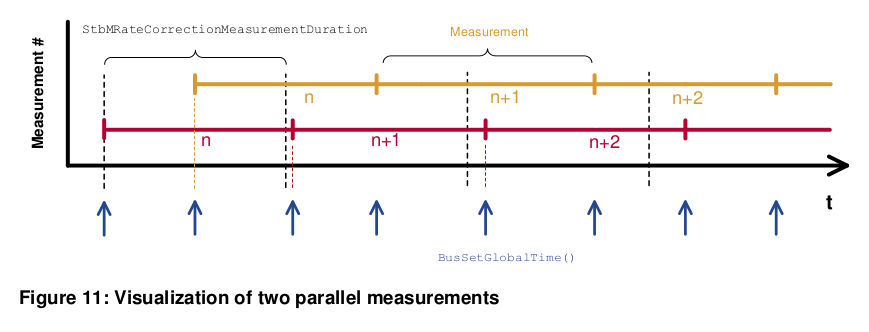 StbMRateCorrectionMeasurementDuration
Measurement
Measurement #
n
n+1
n+2
n
n+1
n+2
t
BusSetGlobalTime()
Figure 11: Visualization of two parallel measurements